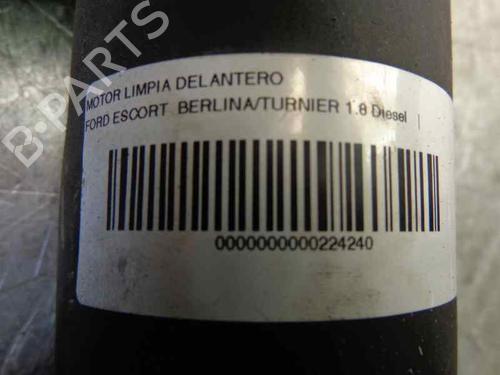 B-PARTS
MOTOR LIMPIA DELANTERO
FORD ESCORT BERLINA/TURNIER 1.8 Diesel |
0000000000224240